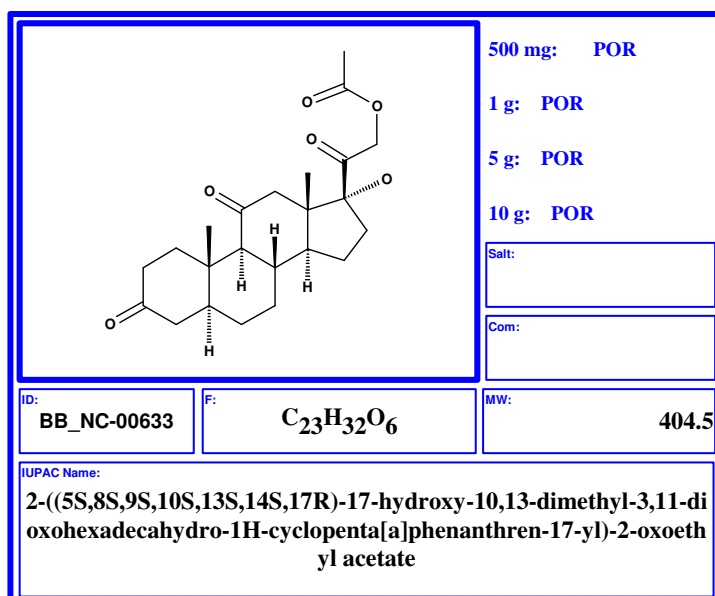 O
O
O
O
O
O
H
H
H
H
500 mg: POR
1 g: POR
5 g: POR
10 g: POR
Salt:
Com:
ID:
BB_NC-00633
F:
C23H32O6
MW:
404.5
IUPAC Name:
2-((5S,8S,9S,10S,13S,14S,17R)-17-hydroxy-10,13-dimethyl-3,11-di
oxohexadecahydro-1H-cyclopenta[a]phenanthren-17-yl)-2-oxoeth
yl acetate